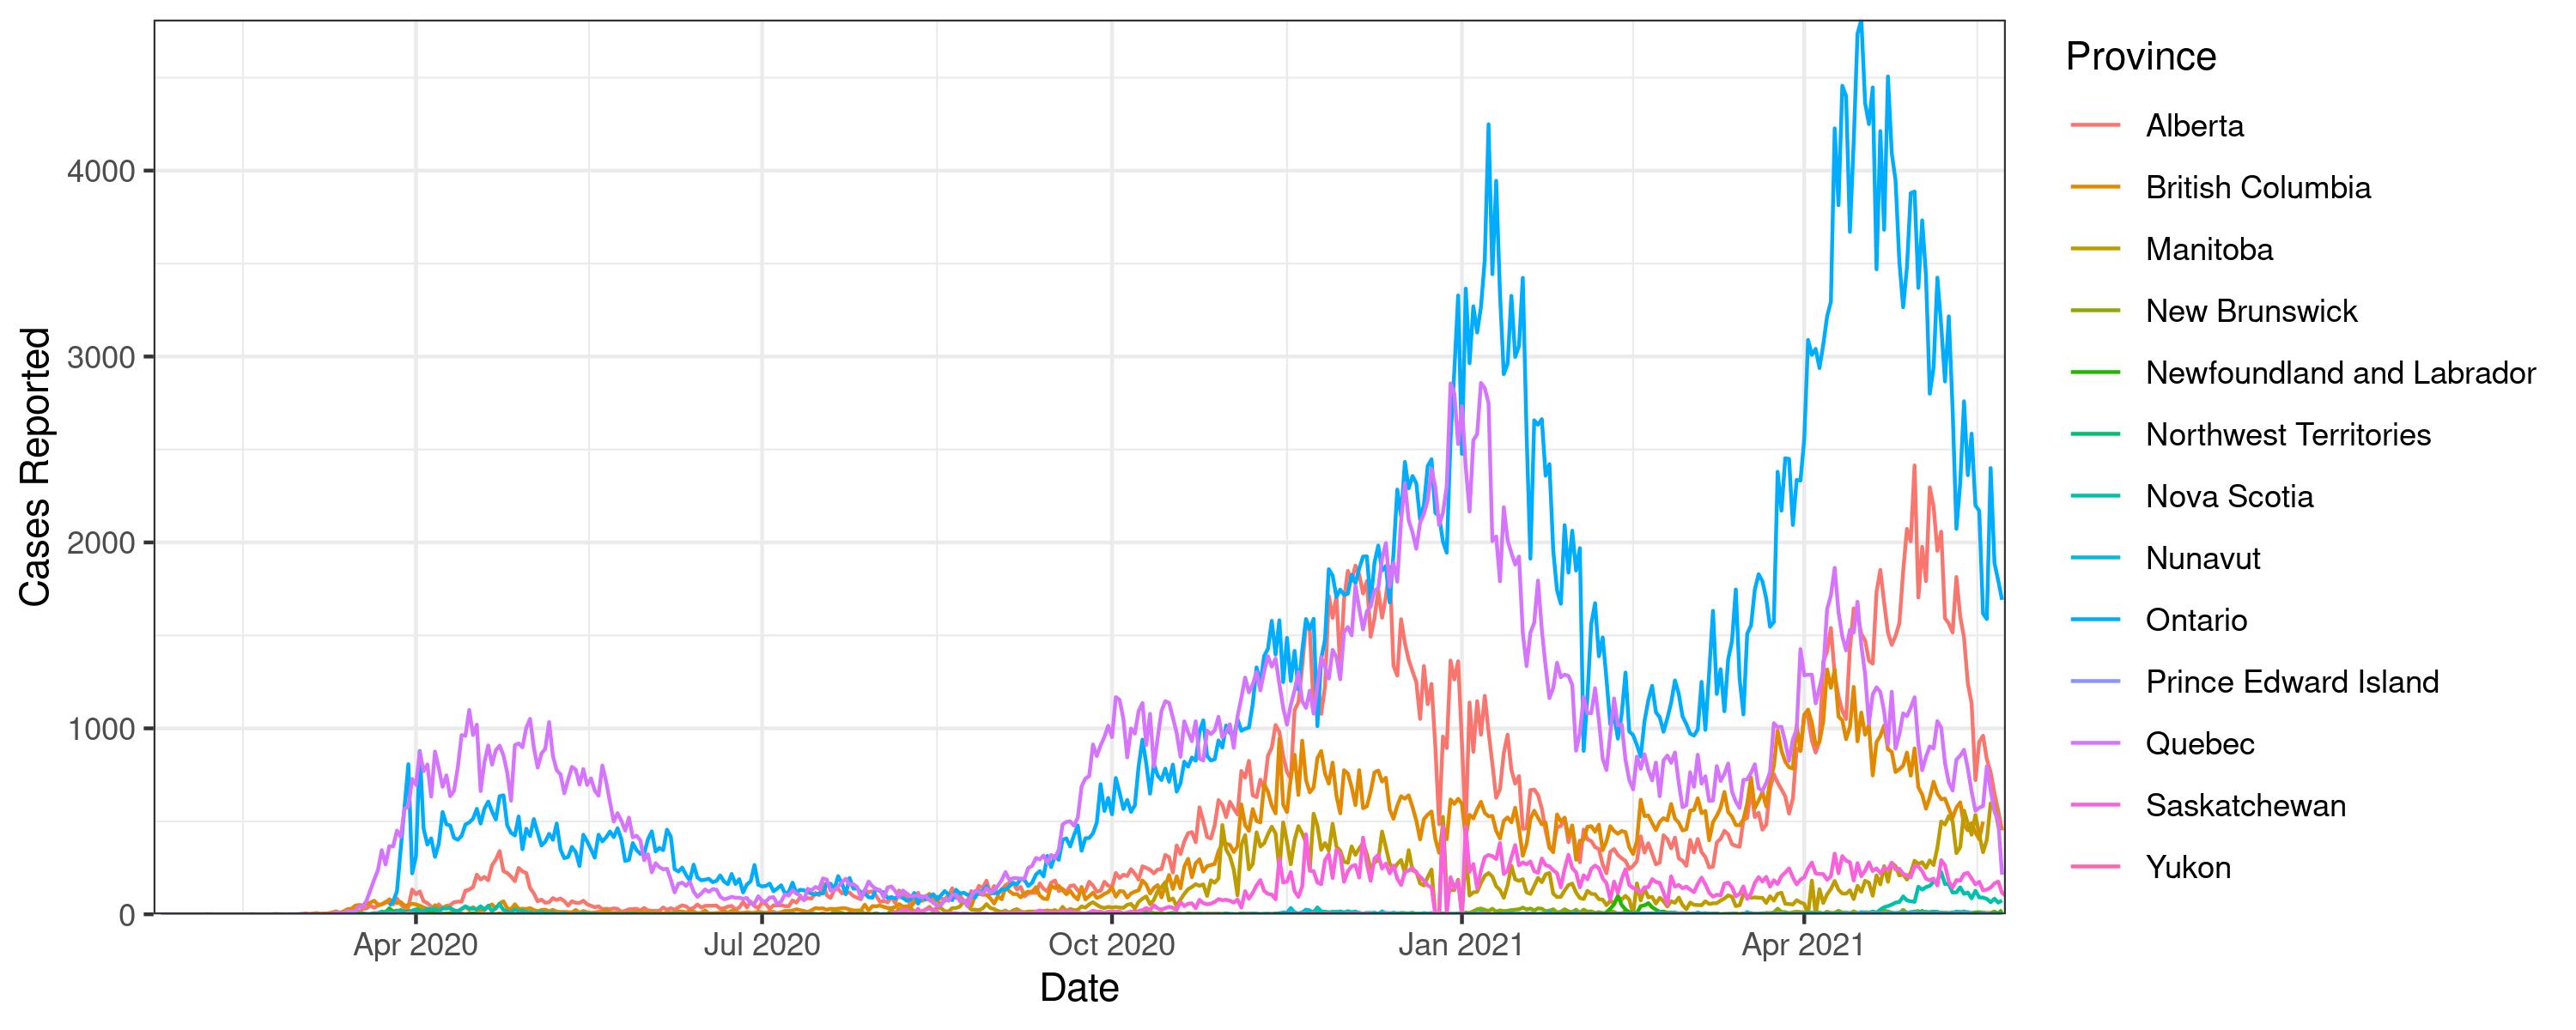 Cases Reported
4000
3000
2000
1000
0
Apr 2020
Jul 2020
Oct 2020
Jan 2021
Apr 2021
Date
Province
Alberta
British Columbia
Manitoba
New Brunswick
Newfoundland and Labrador
Northwest Territories
Nova Scotia
Nunavut
Ontario
Prince Edward Island
Quebec
Saskatchewan
Yukon